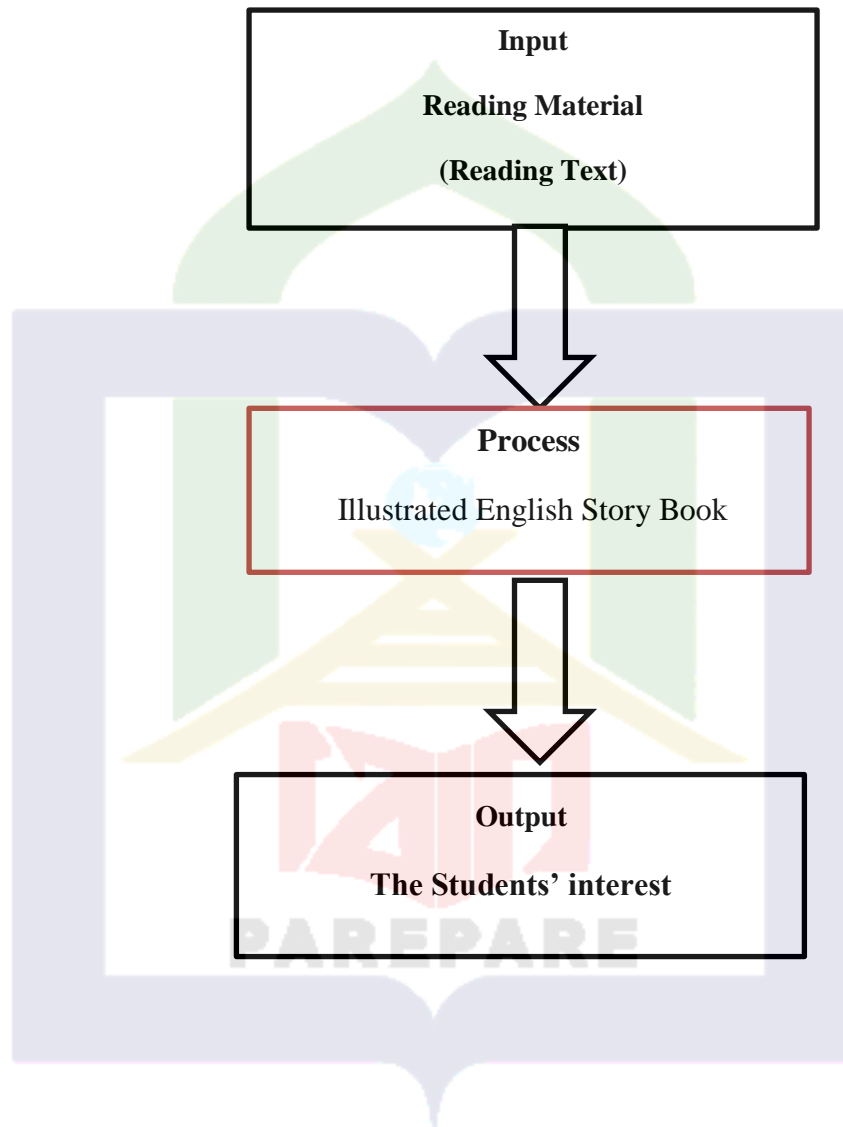 Input
Reading Material
(Reading Text)
Process
Illustrated English Story Book
Output
The Students’ interest
PAREPARE